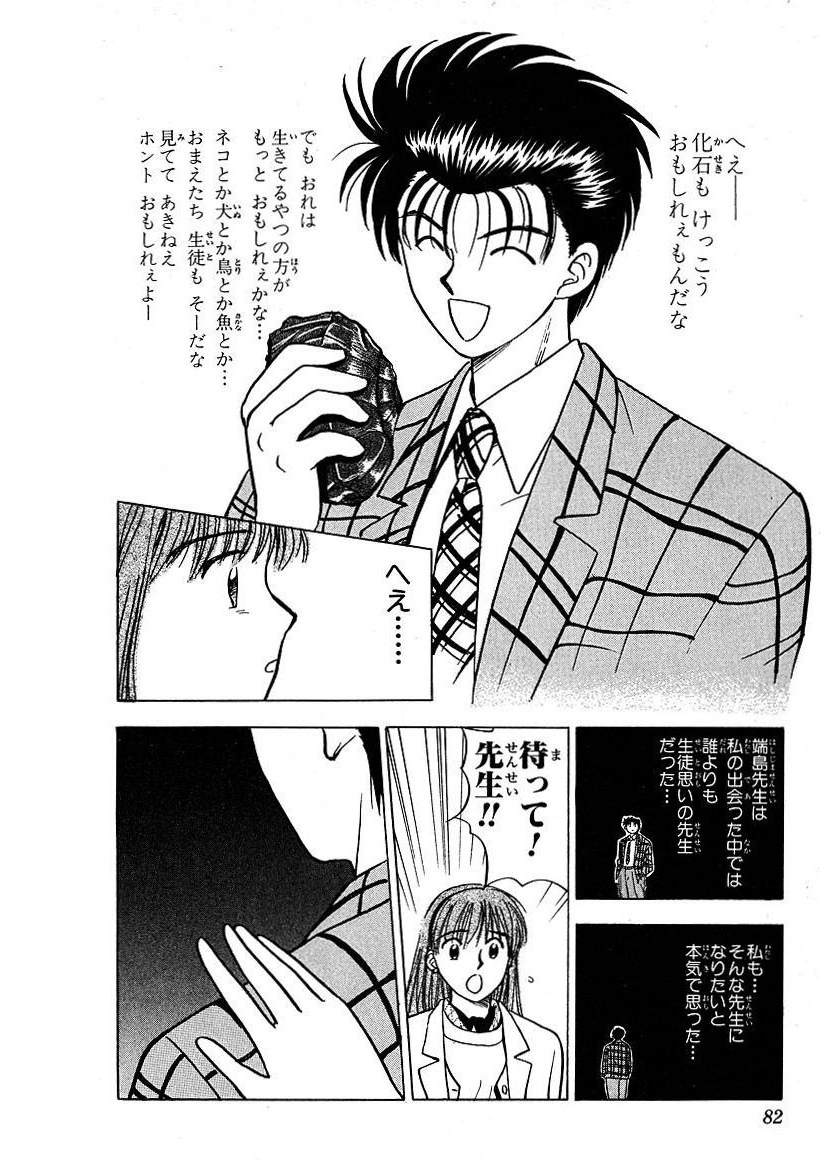 へえ——
化石も けっこう
おもしれぇもんだな
でも おれは
生きてるやつの方が
もっと おもしれぇかな…
ネコとか犬とか鳥とか魚とか…
おまえたち 生徒も そーだな
見てて あきねえ
ホント おもしれぇよー
へえ……
端島先生は
私の出会った中では
誰よりも
生徒思いの先生
だった…
私も…
そんな先生に
なりたいと
本気で思った…
待って！
先生!!
82